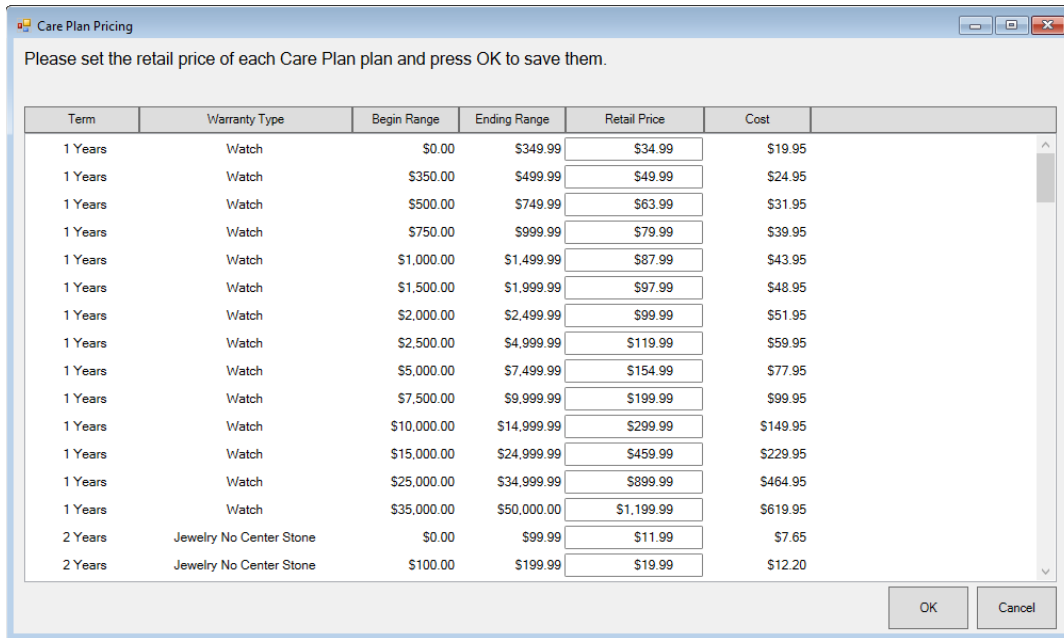 Care Plan Pricing
Please set the retail price of each Care Plan plan and press OK to save them.
Term Warranty Type Begin Range Ending Range Retail Price Cost
1 Years Watch $0.00 $349.99 $34.99 $19.95
1 Years Watch $350.00 $499.99 $49.99 $24.95
1 Years Watch $500.00 $749.99 $63.99 $31.95
1 Years Watch $750.00 $999.99 $79.99 $39.95
1 Years Watch $1,000.00 $1,499.99 $87.99 $43.95
1 Years Watch $1,500.00 $1,999.99 $97.99 $48.95
1 Years Watch $2,000.00 $2,499.99 $99.99 $51.95
1 Years Watch $2,500.00 $4,999.99 $119.99 $59.95
1 Years Watch $5,000.00 $7,499.99 $154.99 $77.95
1 Years Watch $7,500.00 $9,999.99 $199.99 $99.95
1 Years Watch $10,000.00 $14,999.99 $299.99 $149.95
1 Years Watch $15,000.00 $24,999.99 $459.99 $229.95
1 Years Watch $25,000.00 $34,999.99 $899.99 $464.95
1 Years Watch $35,000.00 $50,000.00 $1,199.99 $619.95
2 Years Jewelry No Center Stone $0.00 $99.99 $11.99 $7.65
2 Years Jewelry No Center Stone $100.00 $199.99 $19.99 $12.20
OK Cancel